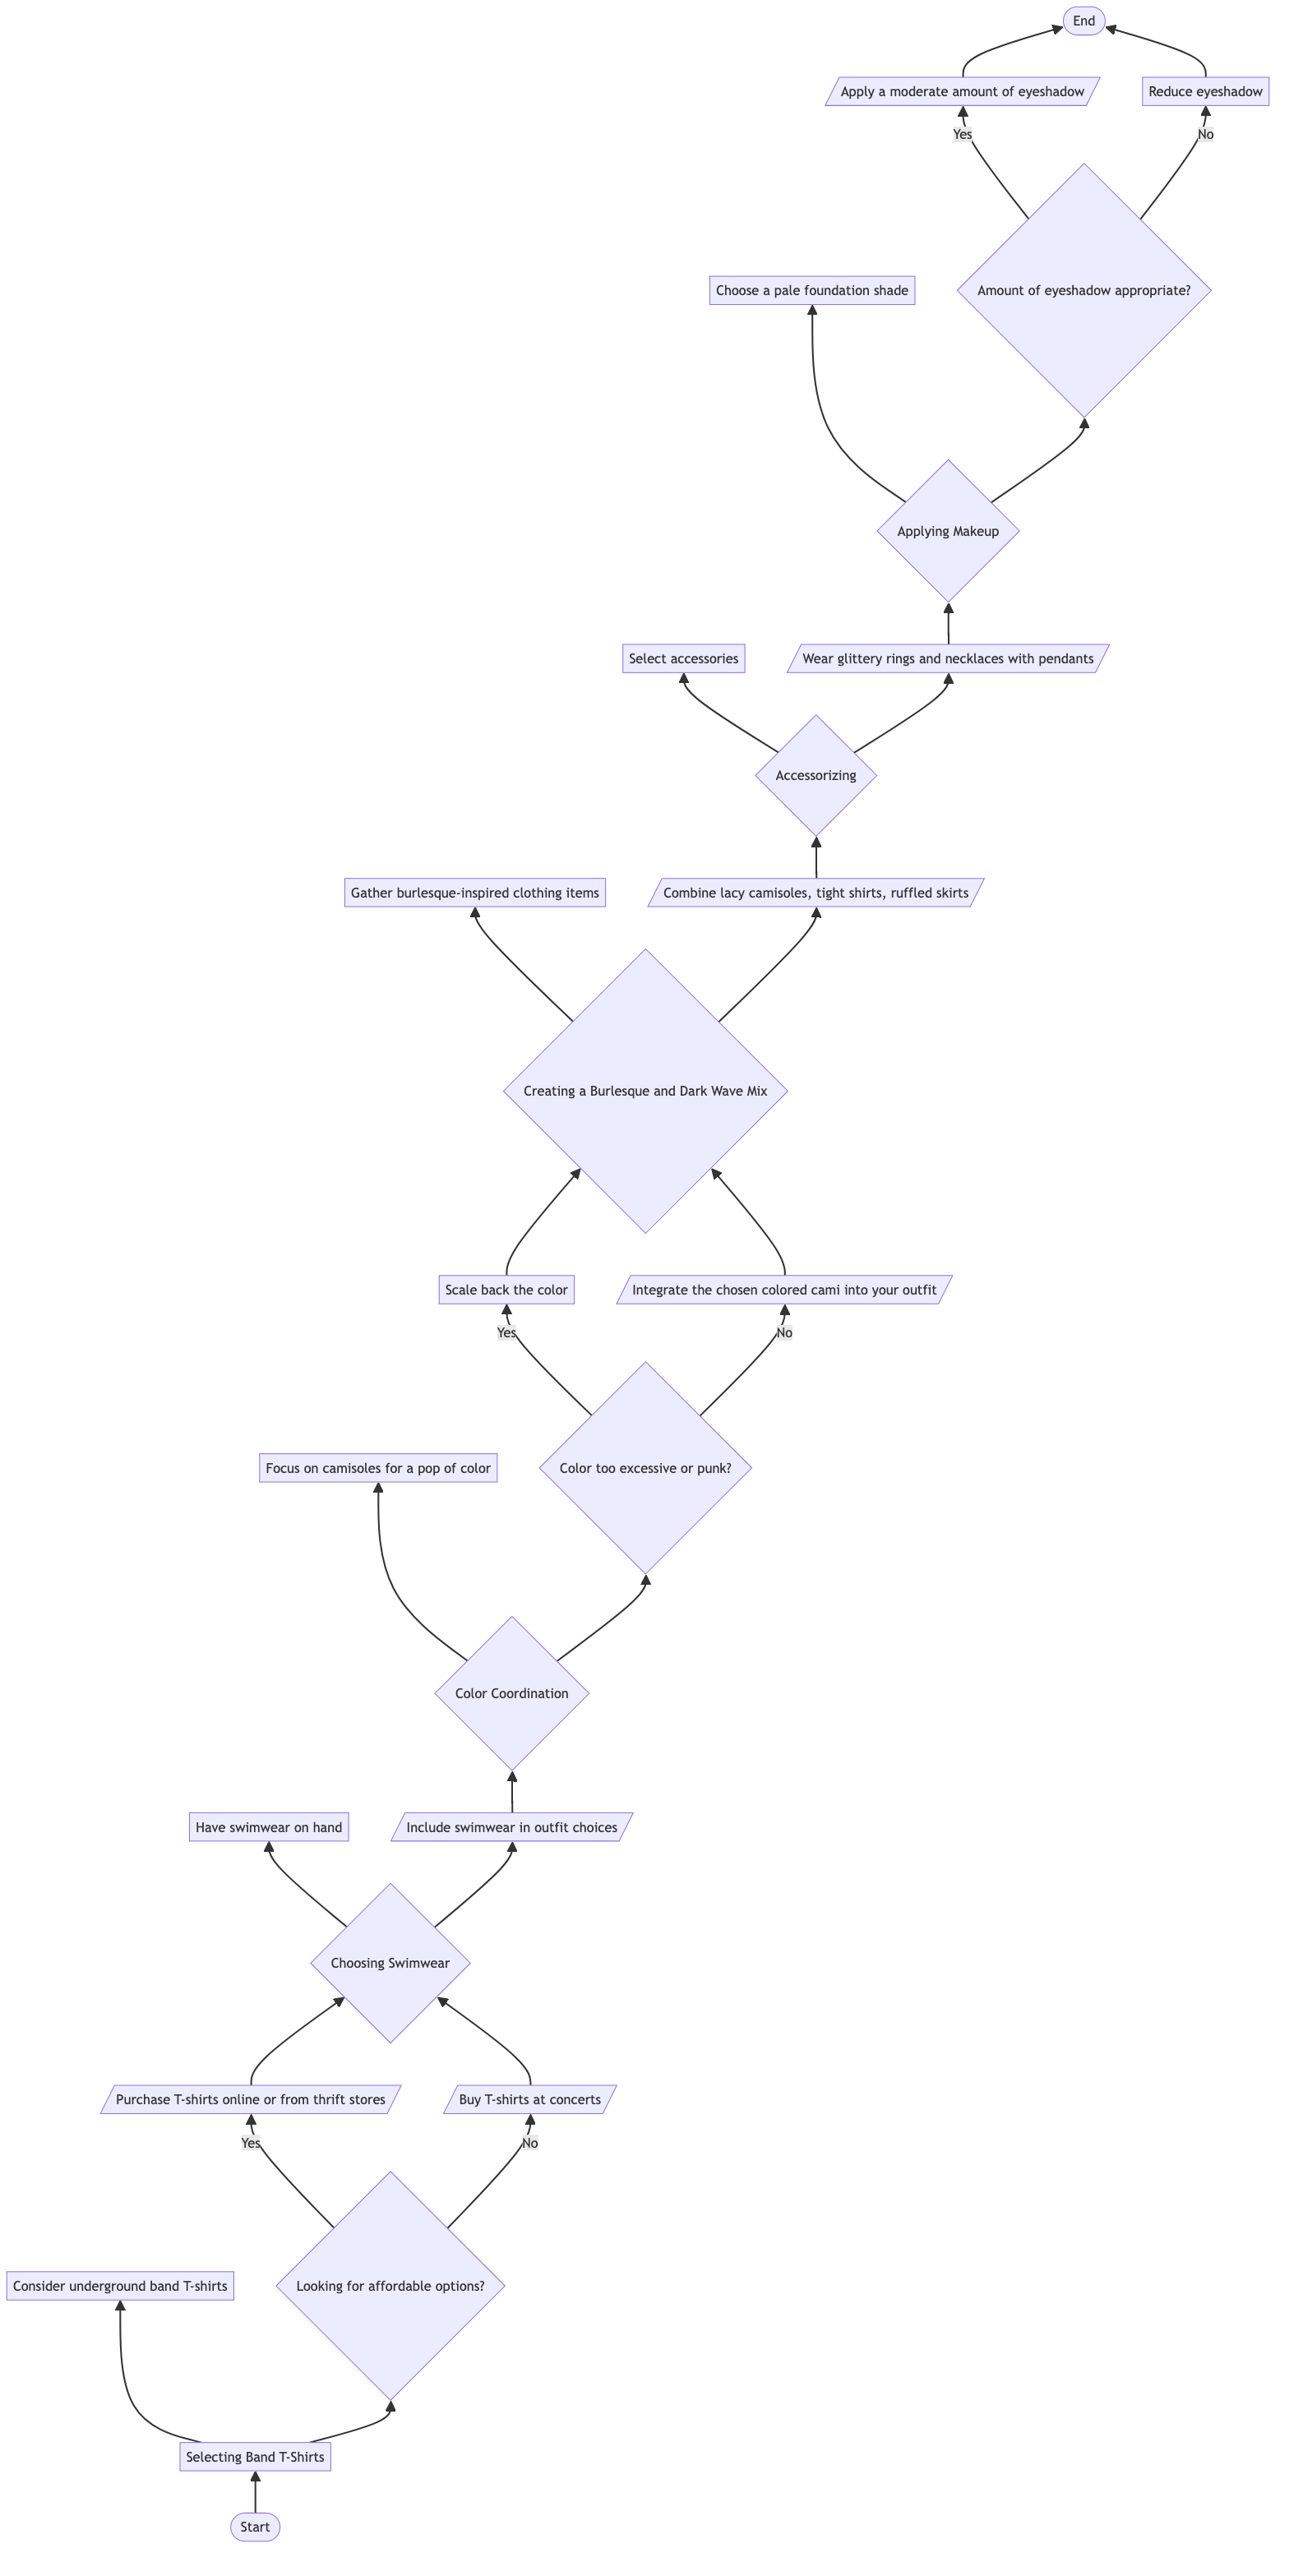 End
Apply a moderate amount of eyeshadow
Reduce eyeshadow
Yes
No
Choose a pale foundation shade
Amount of eyeshadow appropriate?
Applying Makeup
Select accessories
Wear glittery rings and necklaces with pendants
Accessorizing
Gather burlesque-inspired clothing items
Combine lacy camisoles, tight shirts, ruffled skirts
Creating a Burlesque and Dark Wave Mix
Scale back the color
Integrate the chosen colored cami into your outfit
Yes
No
Focus on camisoles for a pop of color
Color too excessive or punk?
Color Coordination
Have swimwear on hand
Include swimwear in outfit choices
Choosing Swimwear
Purchase T-shirts online or from thrift stores
Buy T-shirts at concerts
Yes
No
Consider underground band T-shirts
Looking for affordable options?
Selecting Band T-Shirts
Start